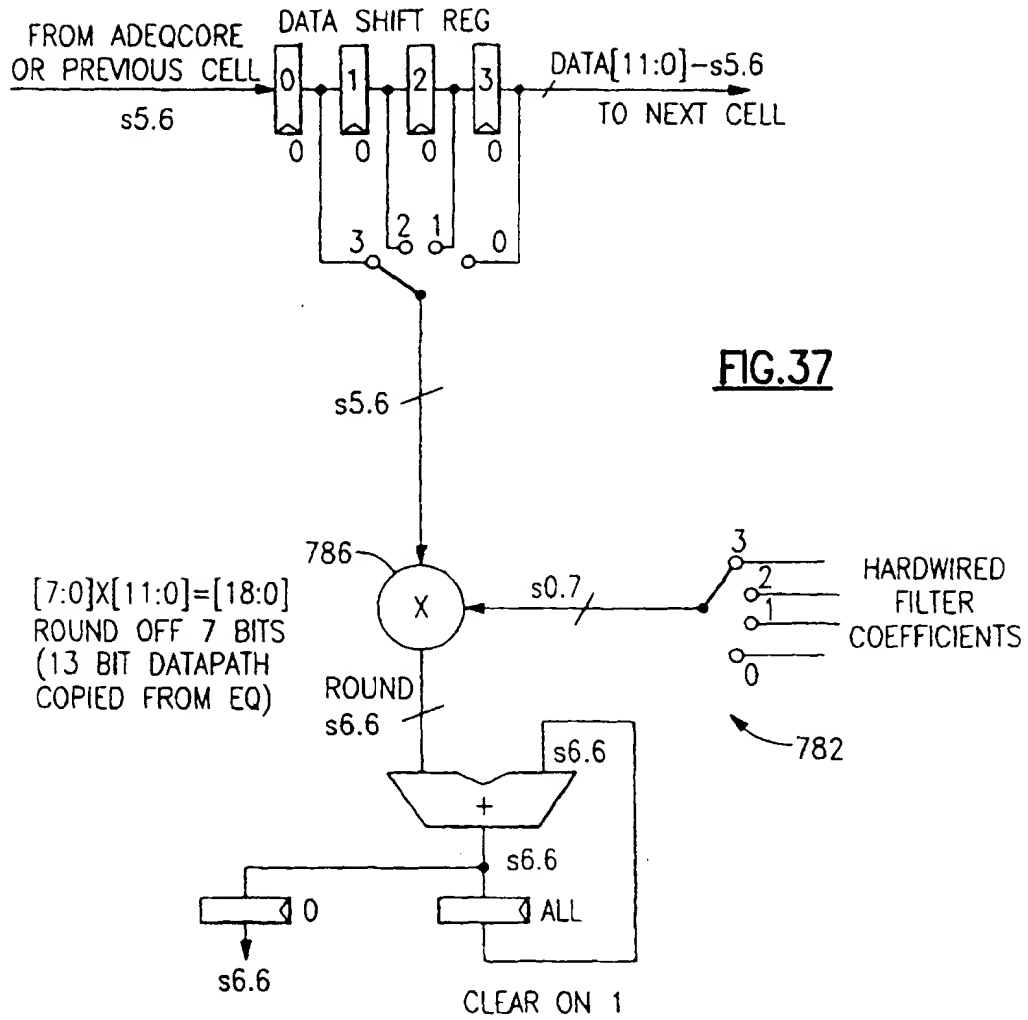 DATA SHIFT REG
FROM ADEQCORE
OR PREVIOUS CELL
s5.6
0
1
2
3
DATA[11:0]-s5.6
TO NEXT CELL
0
0
0
0
3
2
1
0
FIG.37
s5.6
786
[7:0]X[11:0]=[18:0]
ROUND OFF 7 BITS
(13 BIT DATAPATH
COPIED FROM EQ)
X
s0.7
3
2
1
0
HARDWIRED
FILTER
COEFFICIENTS
782
ROUND
s6.6
s6.6
+
s6.6
0
ALL
s6.6
CLEAR ON 1